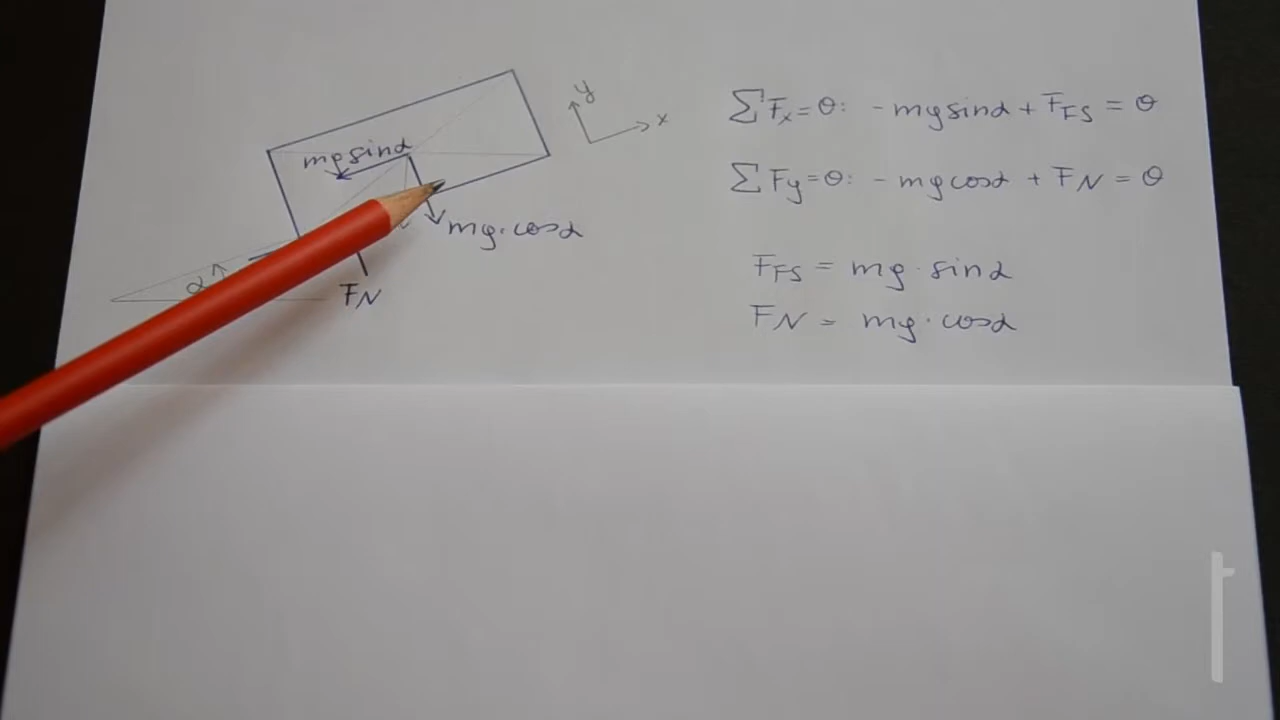 y
x
mg sinα
mg·cosα
α
FN
∑Fx=0: -mg sinα + FFS = 0
∑Fy=0: -mg cosα + FN = 0
FFS = mg·sinα
FN = mg·cosα